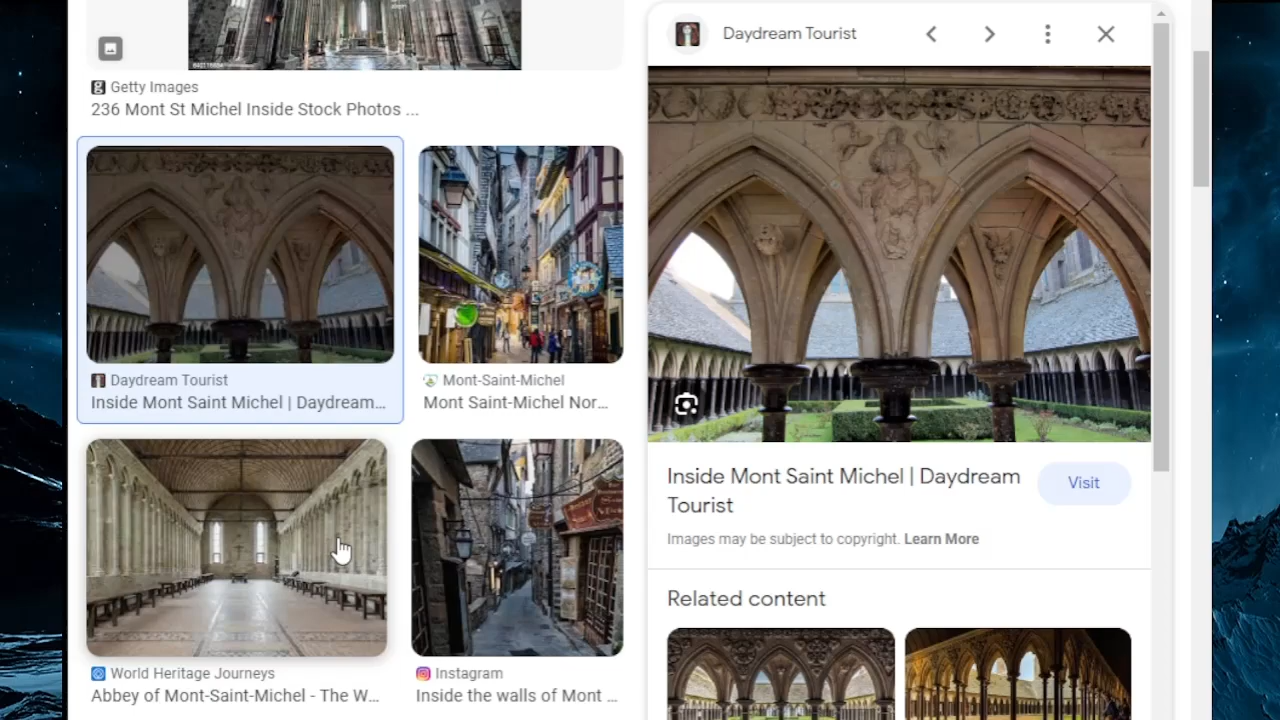 Getty Images
236 Mont St Michel Inside Stock Photos ...
Daydream Tourist
Inside Mont Saint Michel | Daydream...
Mont-Saint-Michel
Mont Saint-Michel Nor...
World Heritage Journeys
Abbey of Mont-Saint-Michel - The W...
Instagram
Inside the walls of Mont ...
Daydream Tourist
Inside Mont Saint Michel | Daydream
Tourist
Visit
Images may be subject to copyright. Learn More
Related content